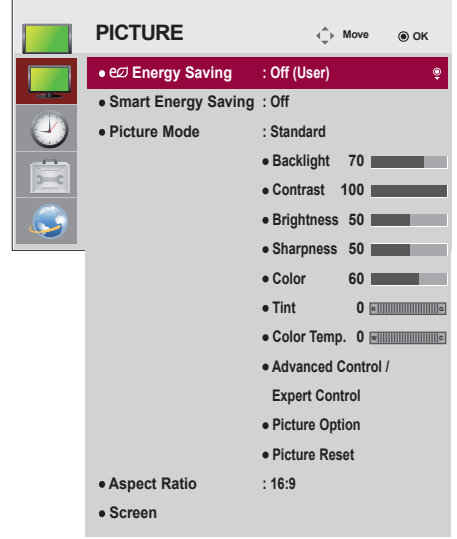 PICTURE Move OK
• Energy Saving : Off (User)
• Smart Energy Saving : Off
• Picture Mode : Standard
• Backlight 70
• Contrast 100
• Brightness 50
• Sharpness 50
• Color 60
• Tint 0 R G
• Color Temp. 0 W C
• Advanced Control /
Expert Control
• Picture Option
• Picture Reset
• Aspect Ratio : 16:9
• Screen